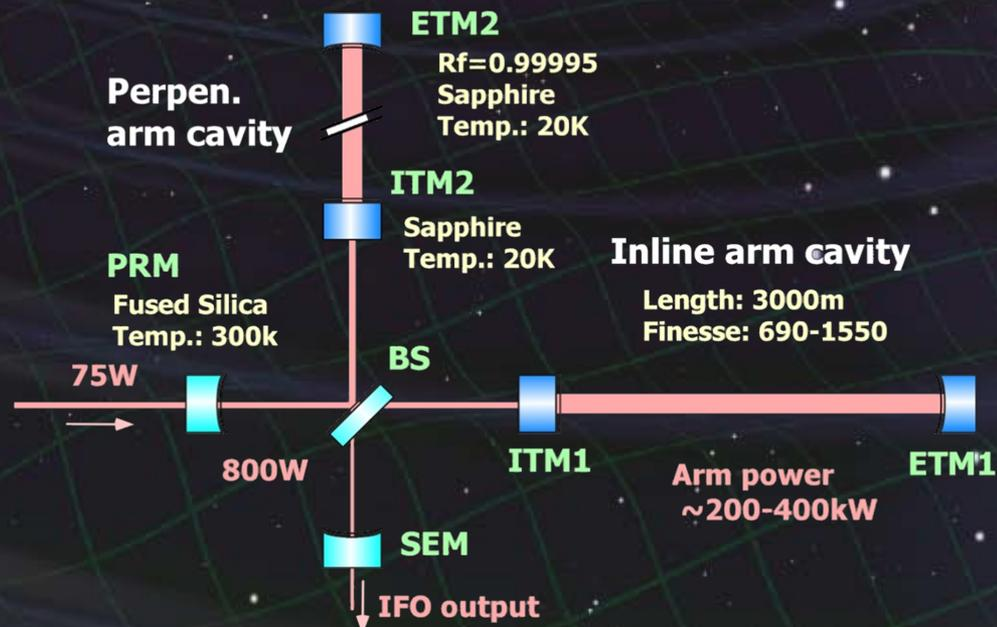 ETM2
Rf=0.99995
Sapphire
Temp.: 20K
Perpen.
arm cavity
ITM2
Sapphire
Temp.: 20K
PRM
Fused Silica
Temp.: 300k
Inline arm cavity
Length: 3000m
Finesse: 690-1550
BS
75W
800W
ITM1
ETM1
Arm power
~200-400kW
SEM
IFO output